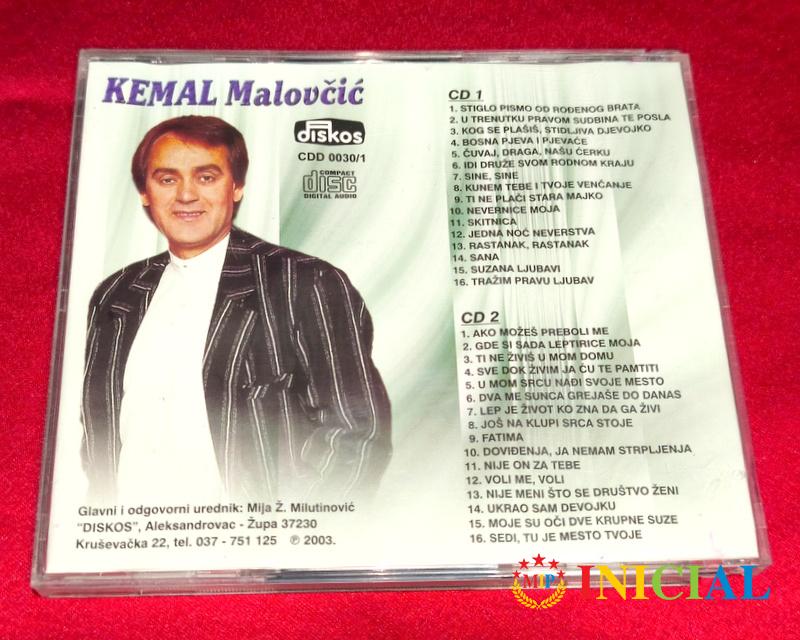 KEMAL Malovčić
Diskos
CDD 0030/1
COMPACT
disc
DIGITAL AUDIO
CD 1
1. STIGLO PISMO OD ROĐENOG BRATA
2. U TRENUTKU PRAVOM SUDBINA TE POSLA
3. KOG SE PLAŠIŠ, STIDLJIVA DJEVOJKO
4. BOSNA PJEVA I PJEVAĆE
5. ČUVAJ, DRAGA, NAŠU ĆERKU
6. IDI DRUŽE SVOM RODNOM KRAJU
7. SINE, SINE
8. KUNEM TEBE I TVOJE VENČANJE
9. TI NE PLAČI STARA MAJKO
10. NEVERNICE MOJA
11. SKITNICA
12. JEDNA NOĆ NEVERSTVA
13. RASTANAK, RASTANAK
14. SANA
15. SUZANA LJUBAVI
16. TRAŽIM PRAVU LJUBAV
CD 2
1. AKO MOŽEŠ PREBOLI ME
2. GDE SI SADA LEPTIRICE MOJA
3. TI NE ŽIVIŠ U MOM DOMU
4. SVE DOK ŽIVIM JA ĆU TE PAMTITI
5. U MOM SRCU NAĐI SVOJE MESTO
6. DVA ME SUNCA GREJAŠE DO DANAS
7. LEP JE ŽIVOT KO ZNA DA GA ŽIVI
8. JOŠ NA KLUPI SRCA STOJE
9. FATIMA
10. DOVIĐENJA, JA NEMAM STRPLJENJA
11. NIJE ON ZA TEBE
12. VOLI ME, VOLI
13. NIJE MENI ŠTO SE DRUŠTVO ŽENI
14. UKRAO SAM DEVOJKU
15. MOJE SU OČI DVE KRUPNE SUZE
16. SEDI, TU JE MESTO TVOJE
Glavni i odgovorni urednik: Mija Ž. Milutinović
"DISKOS", Aleksandrovac - Župa 37230
Kruševačka 22, tel. 037 - 751 125 ℗ 2003.
MIP INICIAL